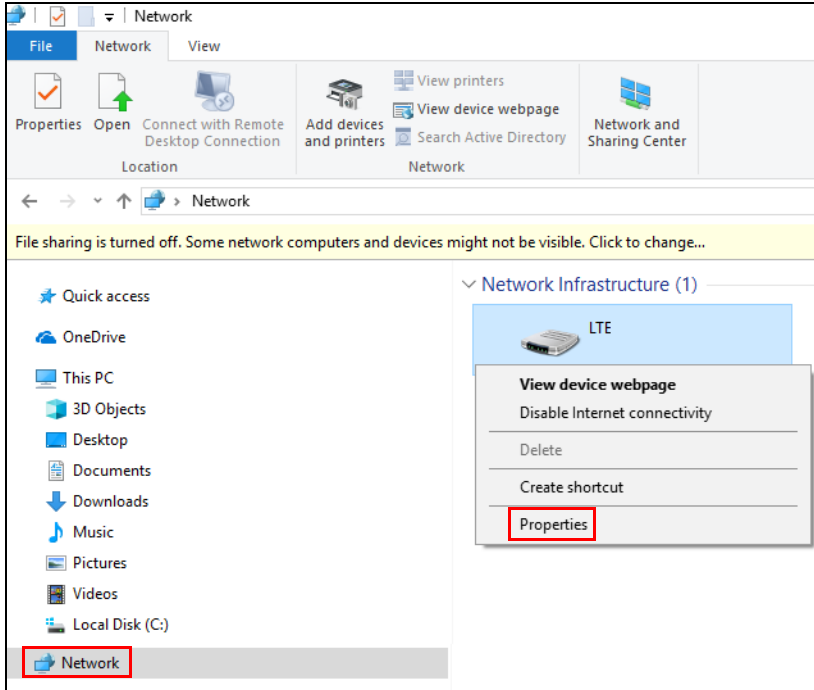 Network
File
Network
View
Properties
Open
Connect with Remote
Desktop Connection
Location
Add devices
and printers
View printers
View device webpage
Search Active Directory
Network
Network and
Sharing Center
Network
File sharing is turned off. Some network computers and devices might not be visible. Click to change...
Quick access
OneDrive
This PC
3D Objects
Desktop
Documents
Downloads
Music
Pictures
Videos
Local Disk (C:)
Network
Network Infrastructure (1)
LTE
View device webpage
Disable Internet connectivity
Delete
Create shortcut
Properties